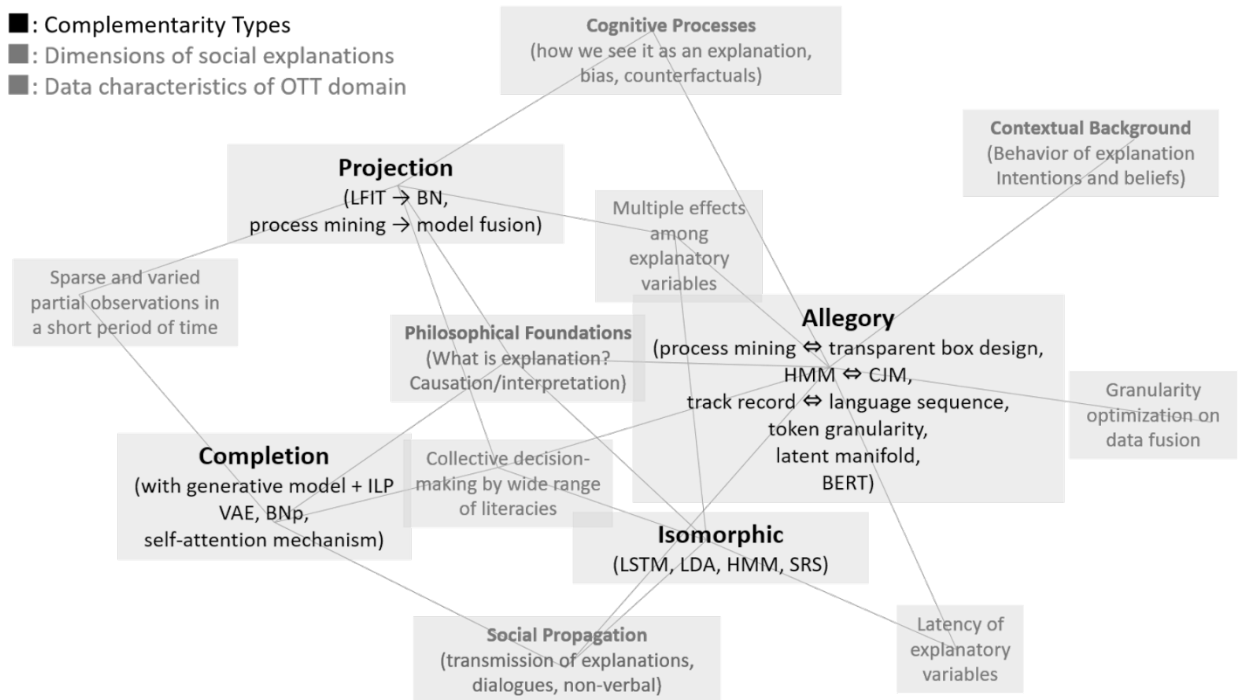 ■: Complementarity Types
■: Dimensions of social explanations
■: Data characteristics of OTT domain
Cognitive Processes
(how we see it as an explanation,
bias, counterfactuals)
Contextual Background
(Behavior of explanation
Intentions and beliefs)
Projection
(LFIT → BN,
process mining → model fusion)
Multiple effects
among
explanatory
variables
Sparse and varied
partial observations in
a short period of time
Philosophical Foundations
(What is explanation?
Causation/interpretation)
Allegory
(process mining ⇔ transparent box design,
HMM ⇔ CJM,
track record ⇔ language sequence,
token granularity,
latent manifold,
BERT)
Granularity
optimization on
data fusion
Completion
(with generative model + ILP
VAE, BNp,
self-attention mechanism)
Collective decision-
making by wide range
of literacies
Isomorphic
(LSTM, LDA, HMM, SRS)
Social Propagation
(transmission of explanations,
dialogues, non-verbal)
Latency of
explanatory
variables